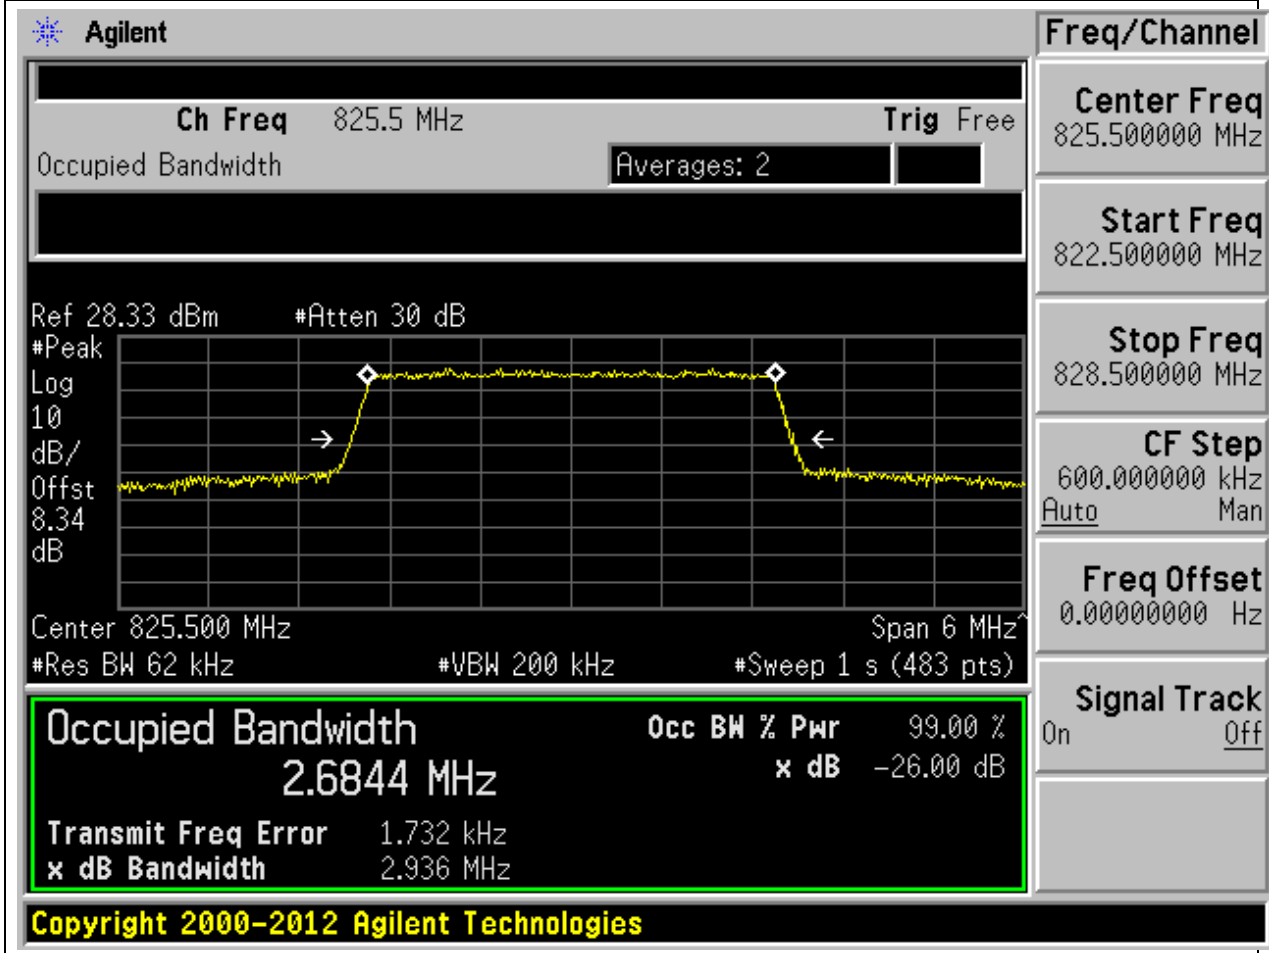 Agilent
Freq/Channel
Ch Freq 825.5 MHz Trig Free
Occupied Bandwidth Averages: 2
Center Freq
825.500000 MHz
Start Freq
822.500000 MHz
Stop Freq
828.500000 MHz
CF Step
600.000000 kHz
Auto Man
Freq Offset
0.00000000 Hz
Signal Track
On Off
Ref 28.33 dBm #Atten 30 dB
#Peak
Log
10
dB/
Offst
8.34
dB
Center 825.500 MHz Span 6 MHz^
#Res BW 62 kHz #VBW 200 kHz #Sweep 1 s (483 pts)
Occupied Bandwidth Occ BW % Pwr 99.00 %
2.6844 MHz x dB -26.00 dB
Transmit Freq Error 1.732 kHz
x dB Bandwidth 2.936 MHz
Copyright 2000-2012 Agilent Technologies